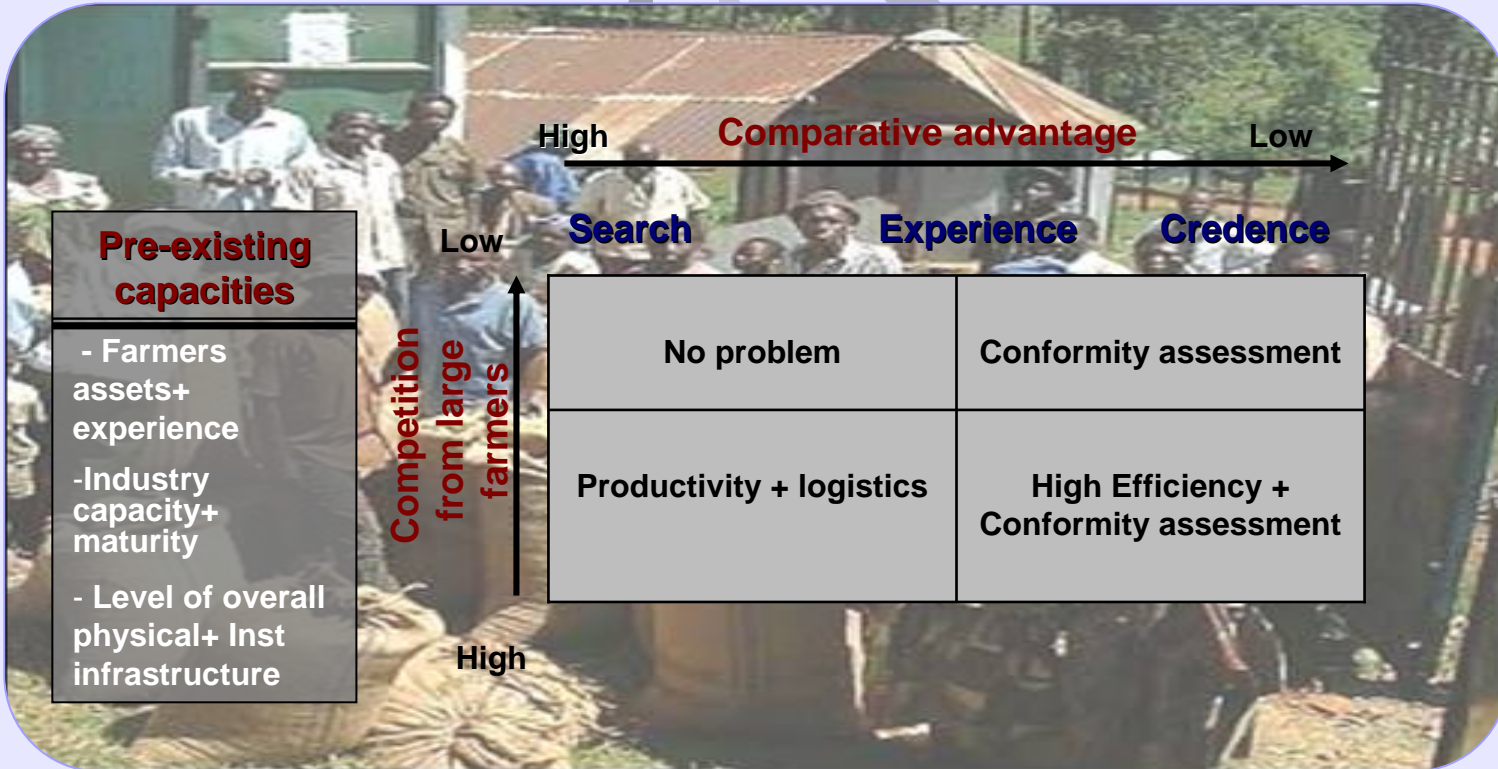 High Comparative advantage Low
Search Experience Credence
Pre-existing
capacities
- Farmers
assets+
experience
-Industry
capacity+
maturity
- Level of overall
physical+ Inst
infrastructure
Low
Competition
from large
farmers
High
No problem
Conformity assessment
Productivity + logistics
High Efficiency +
Conformity assessment